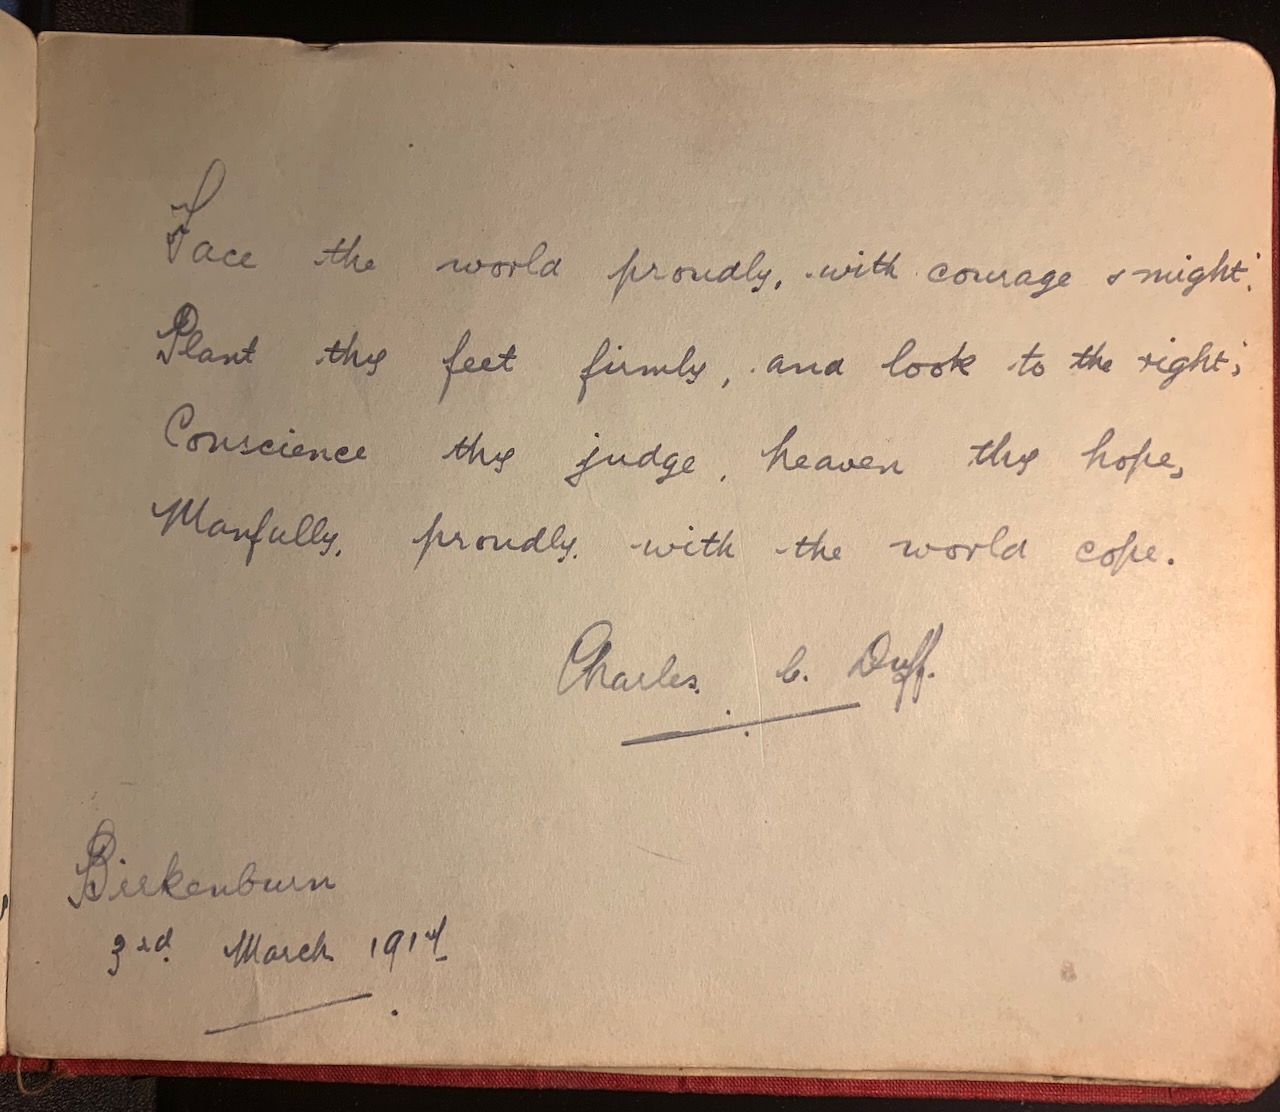 Face the world proudly, with courage & might;
Plant thy feet firmly, and look to the right;
Conscience thy judge, heaven thy hope,
Manfully, proudly, with the world cope.
Charles. C. Duff.
Birkenburn
3rd. March 1914.